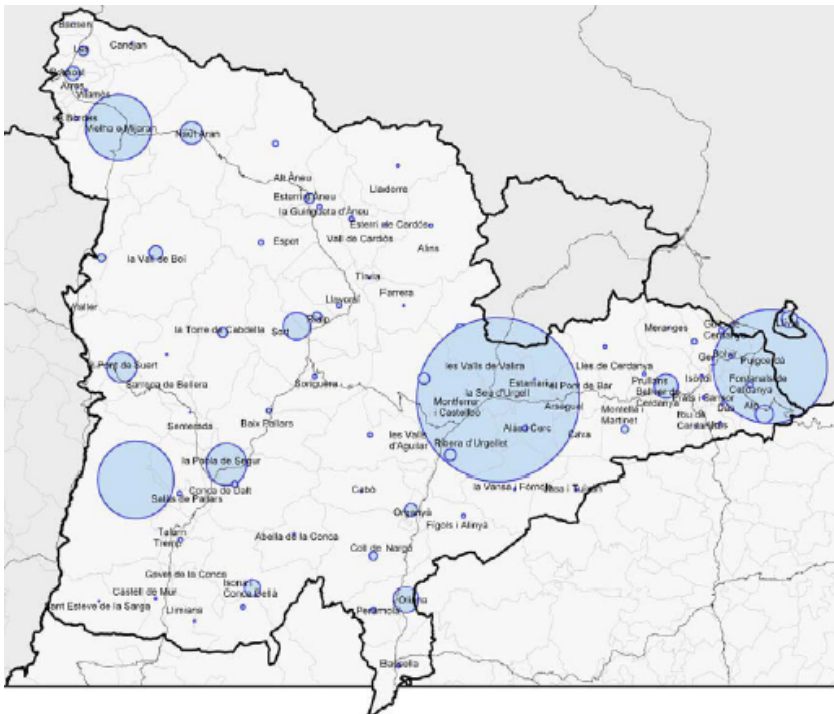 Bausen
Canejan
Les
Bossòst
Arres
Vilamòs
es Bordes
Vielha e Mijaran
Naut Aran
Alt Àneu
Lladorre
Esterri d'Àneu
la Guingueta d'Àneu
Esterri de Cardós
Vall de Cardós
Espot
Alins
la Vall de Boí
Tírvia
Farrera
Vilaller
Llavorsí
la Torre de Cabdella
Sort
Rialp
Meranges
Llívia
Ger
Bolvir
Puigcerdà
el Pont de Suert
les Valls de Valira
Lles de Cerdanya
Isòvol
Sarroca de Bellera
Soriguera
Estamariu
el Pont de Bar
Prullans
Bellver de
Cerdanya
Fontanals de
Cerdanya
la Seu d'Urgell
Montferrer
i Castellbò
Arsèguel
Prats i Sansor
Das
Alp
Montellà i
Martinet
Riu de
Cerdanya
Senterada
Baix Pallars
les Valls
d'Aguilar
Alàs i Cerc
Cava
Ribera d'Urgellet
la Pobla de Segur
Conca de Dalt
Salàs de Pallars
Cabó
la Vansa i Fórnols
Josa i Tuixén
Organyà
Fígols i Alinyà
Talarn
Tremp
Abella de la Conca
Coll de Nargó
Gavet de la Conca
Isona i
Conca Dellà
Castell de Mur
Sant Esteve de la Sarga
Llimiana
Peramola
Oliana
Bassella